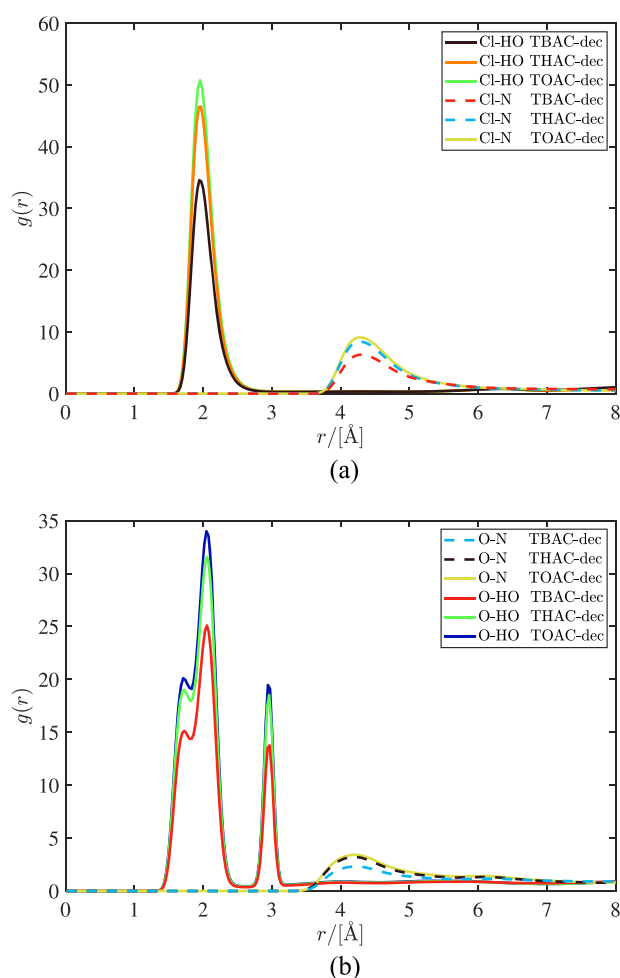 60
50
40
30
20
10
0
g(r)
Cl-HO TBAC-dec
Cl-HO THAC-dec
Cl-HO TOAC-dec
Cl-N TBAC-dec
Cl-N THAC-dec
Cl-N TOAC-dec
0 1 2 3 4 5 6 7 8
r/[Å]
(a)
35
30
25
20
15
10
5
0
g(r)
O-N TBAC-dec
O-N THAC-dec
O-N TOAC-dec
O-HO TBAC-dec
O-HO THAC-dec
O-HO TOAC-dec
0 1 2 3 4 5 6 7 8
r/[Å]
(b)